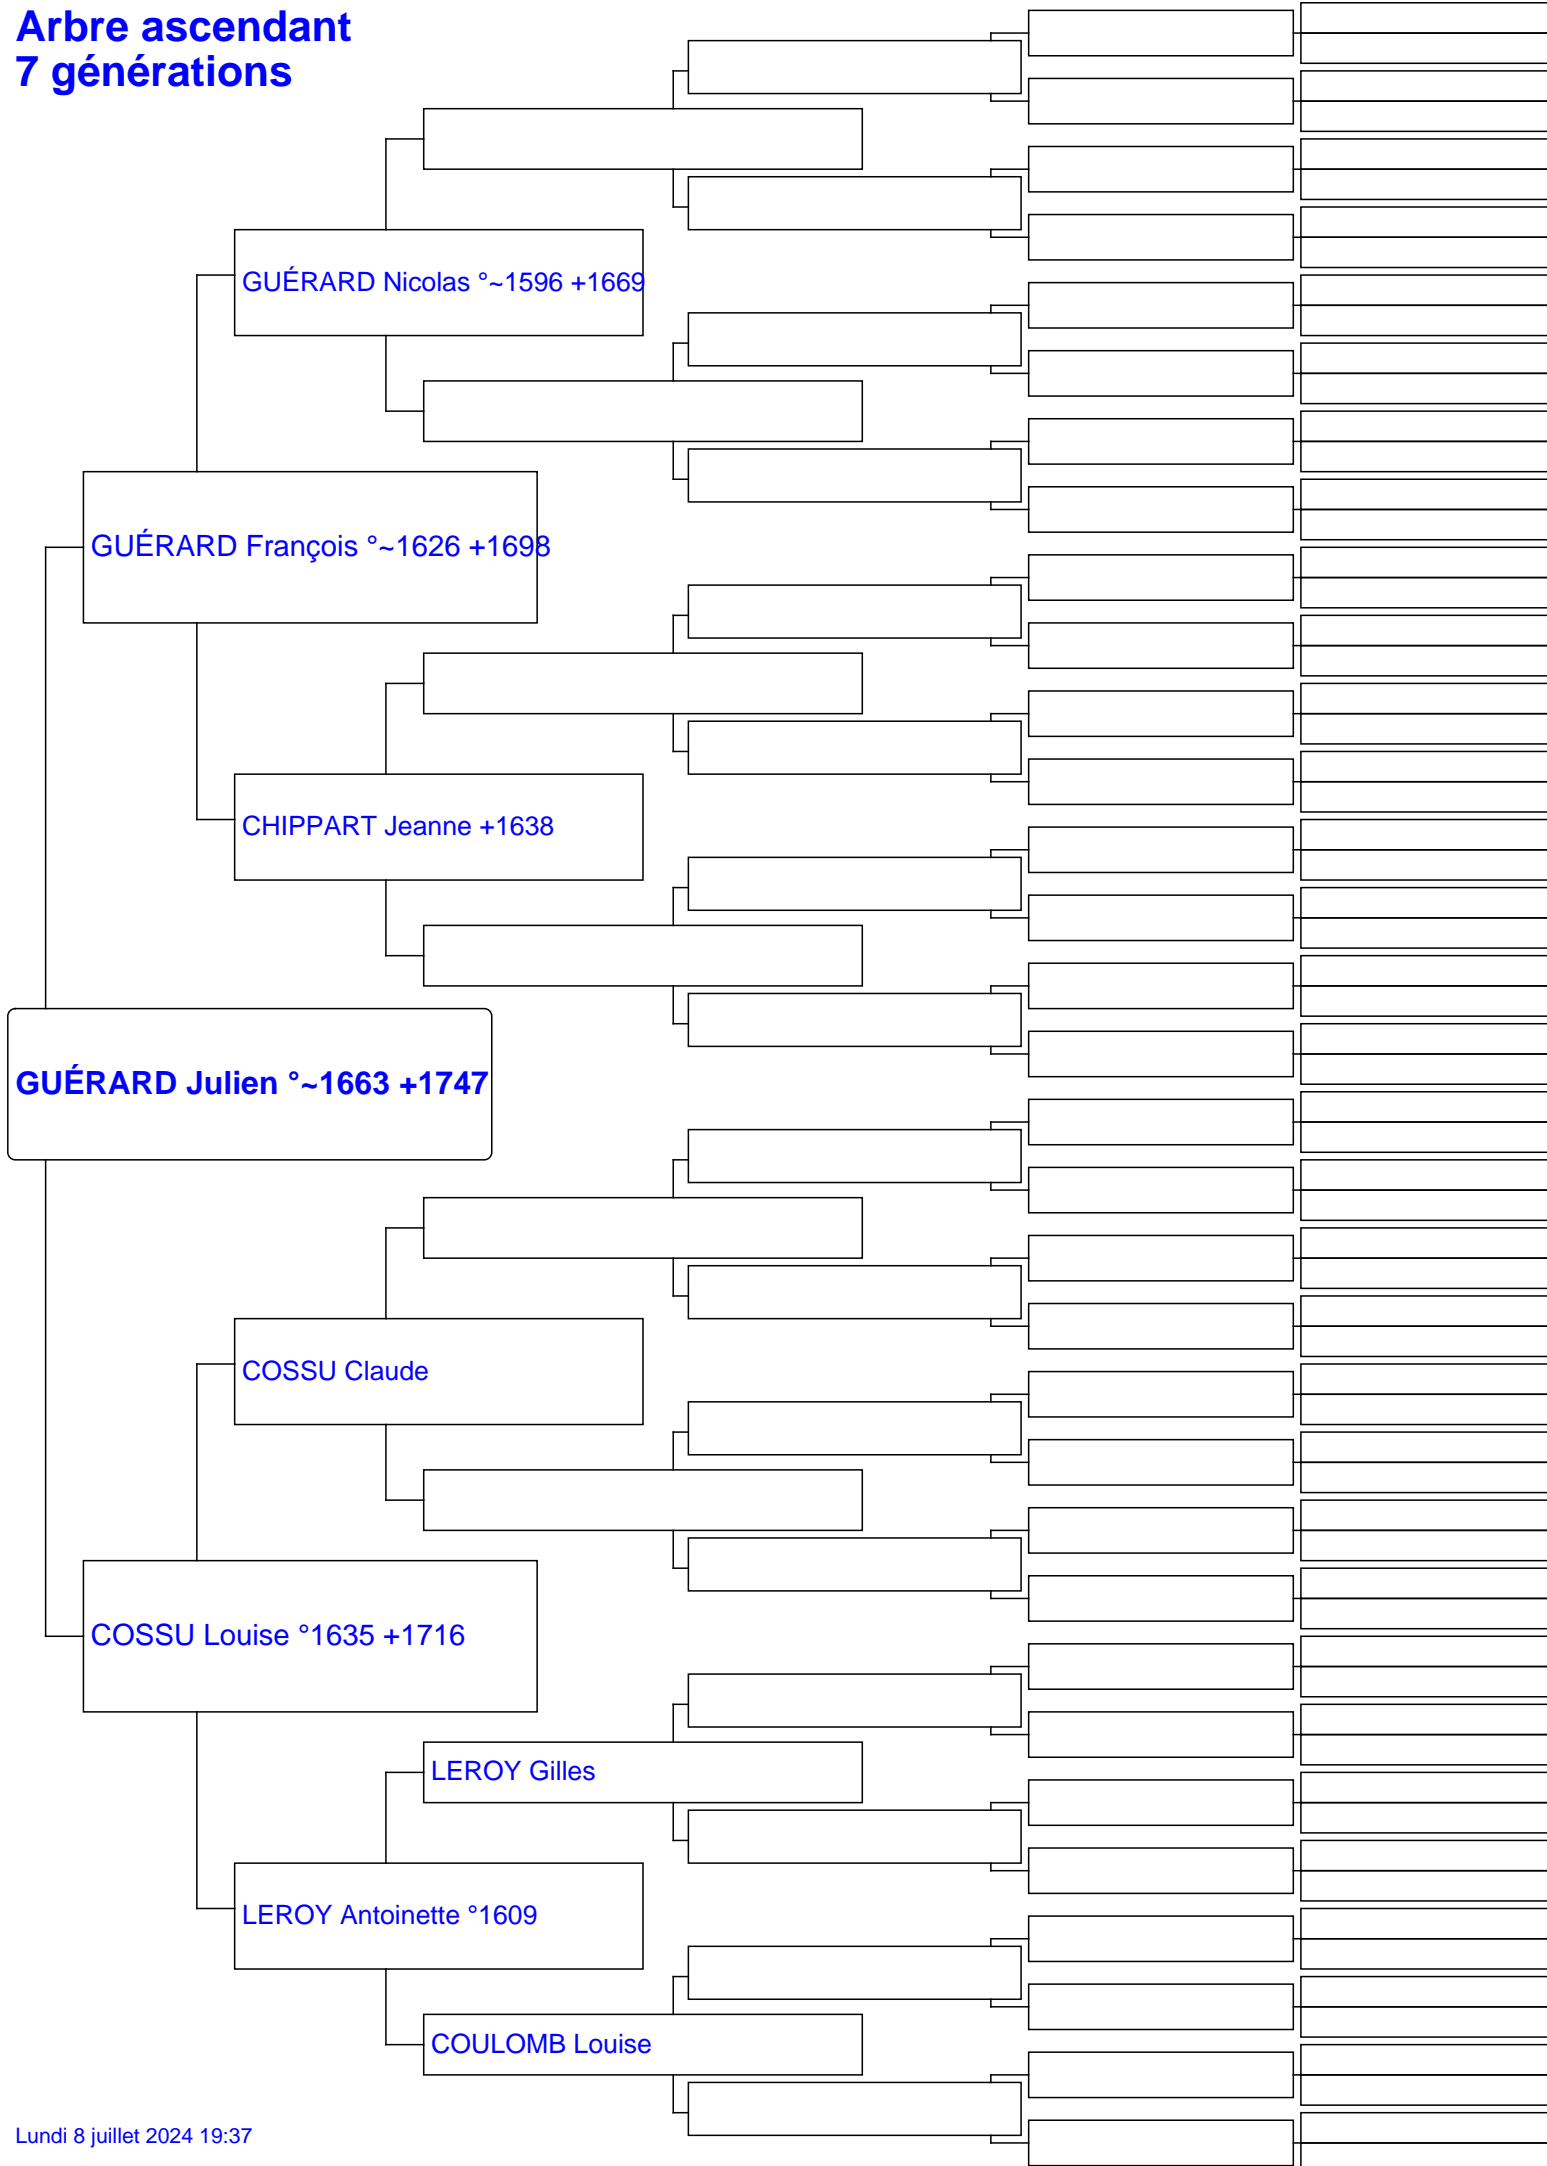 Arbre ascendant
7 générations
GUÉRARD Nicolas °~1596 +1669
GUÉRARD François °~1626 +1698
CHIPPART Jeanne +1638
GUÉRARD Julien °~1663 +1747
COSSU Claude
COSSU Louise °1635 +1716
LEROY Gilles
LEROY Antoinette °1609
COULOMB Louise
Lundi 8 juillet 2024 19:37